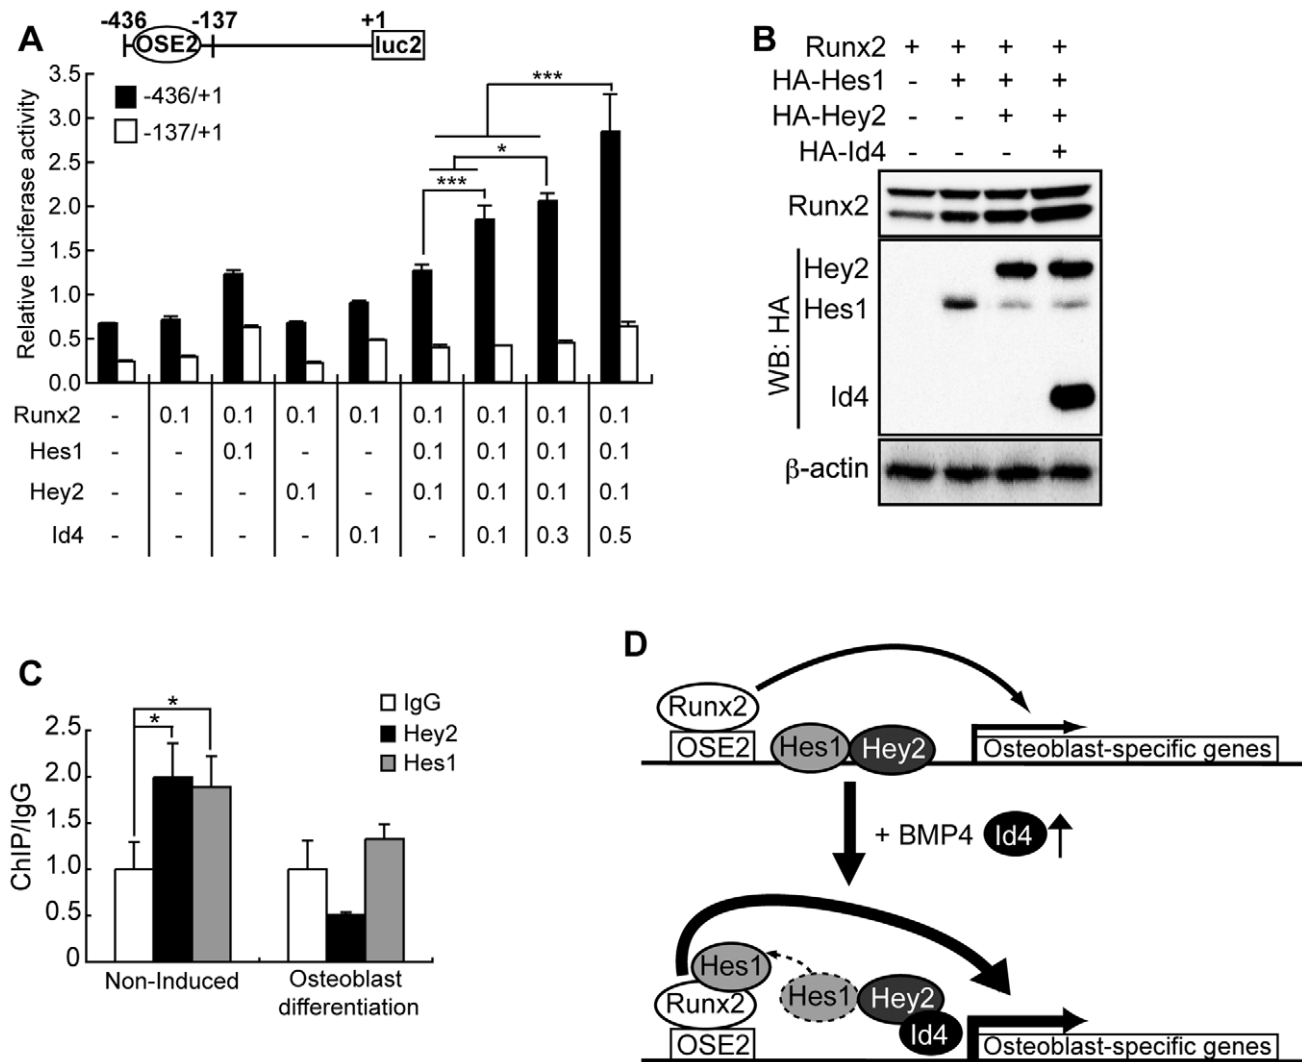 A
-436 -137 +1
OSE2 luc2
-436/+1
-137/+1
Relative luciferase activity
3.5
3.0
2.5
2.0
1.5
1.0
0.5
0.0
***
*
***
Runx2 - 0.1 0.1 0.1 0.1 0.1 0.1 0.1 0.1
Hes1 - - 0.1 - - 0.1 0.1 0.1 0.1
Hey2 - - - 0.1 - 0.1 0.1 0.1 0.1
Id4 - - - - 0.1 - 0.1 0.3 0.5
B
Runx2 + + + +
HA-Hes1 - + + +
HA-Hey2 - - + +
HA-Id4 - - - +
Runx2
WB: HA
Hey2
Hes1
Id4
β-actin
C
IgG
Hey2
Hes1
ChIP/IgG
2.5
2.0
1.5
1.0
0.5
0
*
*
Non-Induced
Osteoblast
differentiation
D
Runx2
OSE2 Hes1 Hey2 Osteoblast-specific genes
+ BMP4 Id4
Hes1
Runx2 Hes1 Hey2
Id4
OSE2 Osteoblast-specific genes